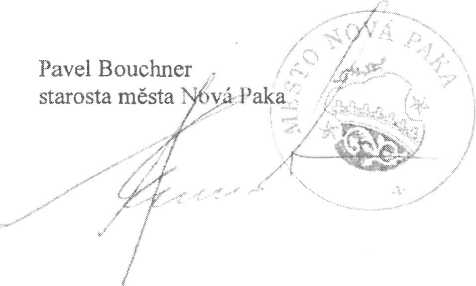 Pavel Bouchner
starosta města Nová Paka
MĚSTO NOVÁ PAKA